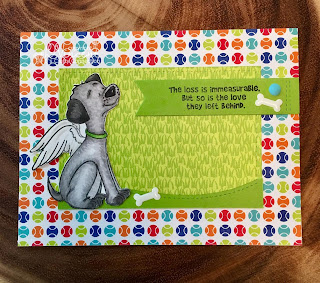 The loss is immeasurable,
But so is the love
they left behind.